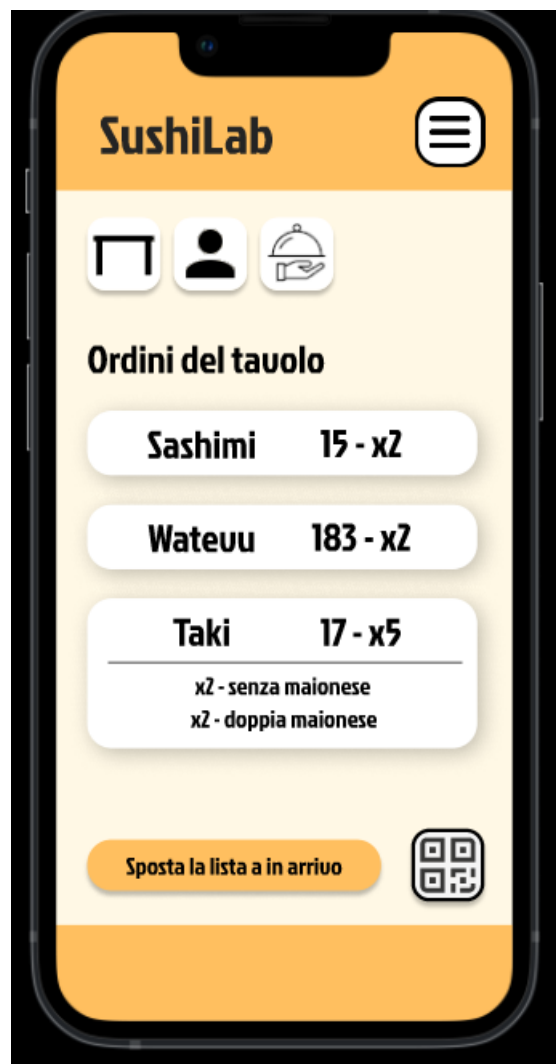 SushiLab
Ordini del tavolo
Sashimi 15 - x2
Watevu 183 - x2
Taki 17 - x5
x2 - senza maionese
x2 - doppia maionese
Sposta la lista a in arrivo